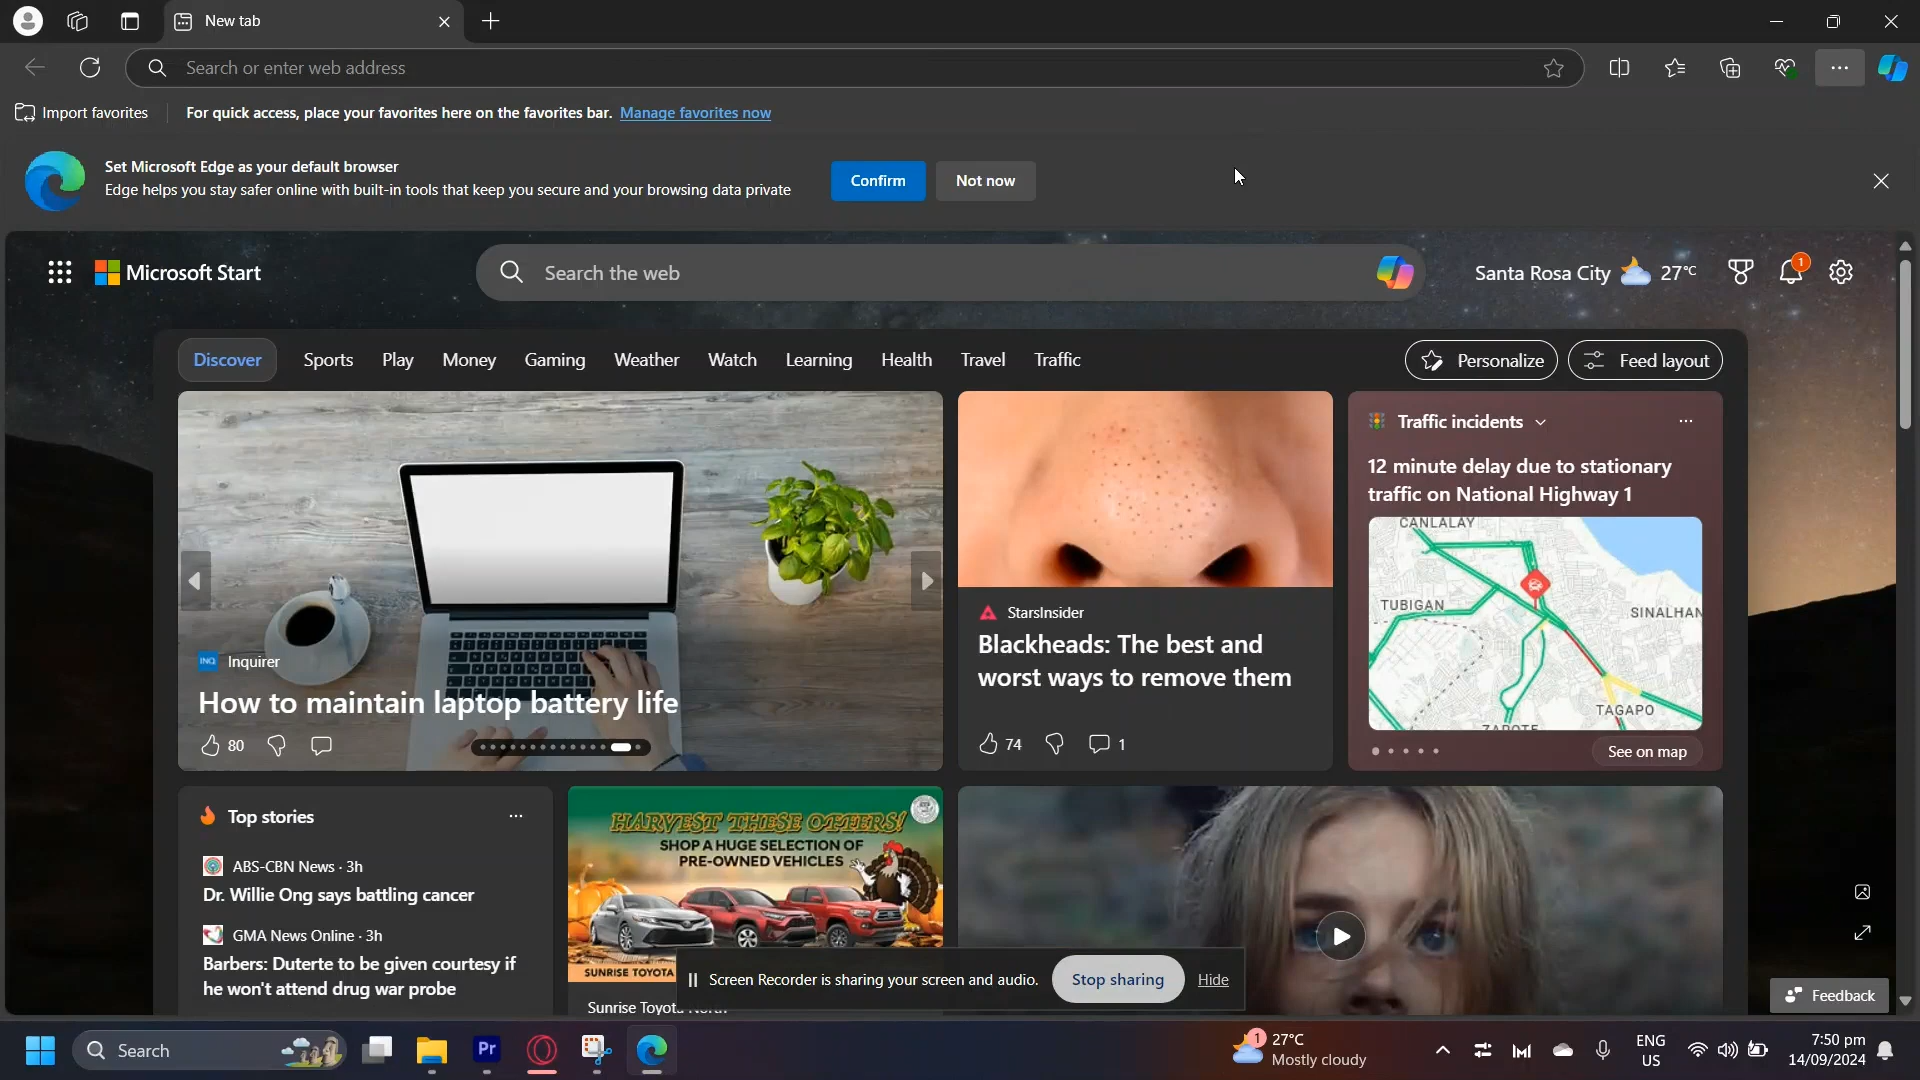 New tab
Search or enter web address
Import favorites
For quick access, place your favorites here on the favorites bar. Manage favorites now
Set Microsoft Edge as your default browser
Edge helps you stay safer online with built-in tools that keep you secure and your browsing data private
Confirm
Not now
Microsoft Start
Search the web
Santa Rosa City
27°C
1
Discover
Sports
Play
Money
Gaming
Weather
Watch
Learning
Health
Travel
Traffic
Personalize
Feed layout
INQ Inquirer
How to maintain laptop battery life
80
StarsInsider
Blackheads: The best and
worst ways to remove them
74
1
Traffic incidents
12 minute delay due to stationary
traffic on National Highway 1
CANLALAY
TUBIGAN
SINALHAN
TAGAPO
ZAPOTE
See on map
Top stories
ABS-CBN News · 3h
Dr. Willie Ong says battling cancer
GMA News Online · 3h
Barbers: Duterte to be given courtesy if
he won't attend drug war probe
HARVEST THESE OFFERS!
SHOP A HUGE SELECTION OF
PRE-OWNED VEHICLES
SUNRISE TOYOTA
Sunrise Toyota North
Screen Recorder is sharing your screen and audio.
Stop sharing
Hide
Feedback
Search
Pr
1
27°C
Mostly cloudy
ENG
US
7:50 pm
14/09/2024